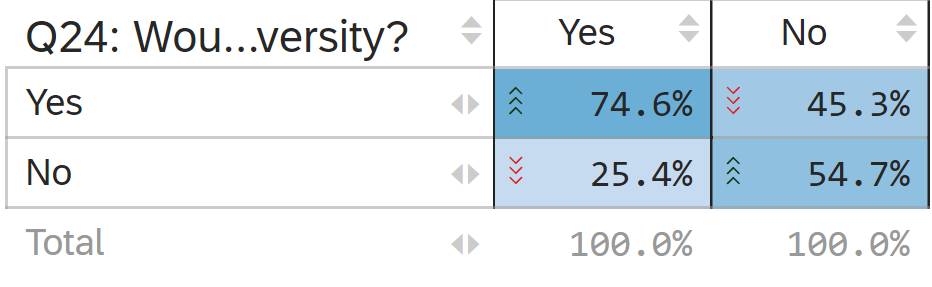 Q24: Wou...versity? Yes No
Yes 74.6% 45.3%
No 25.4% 54.7%
Total 100.0% 100.0%